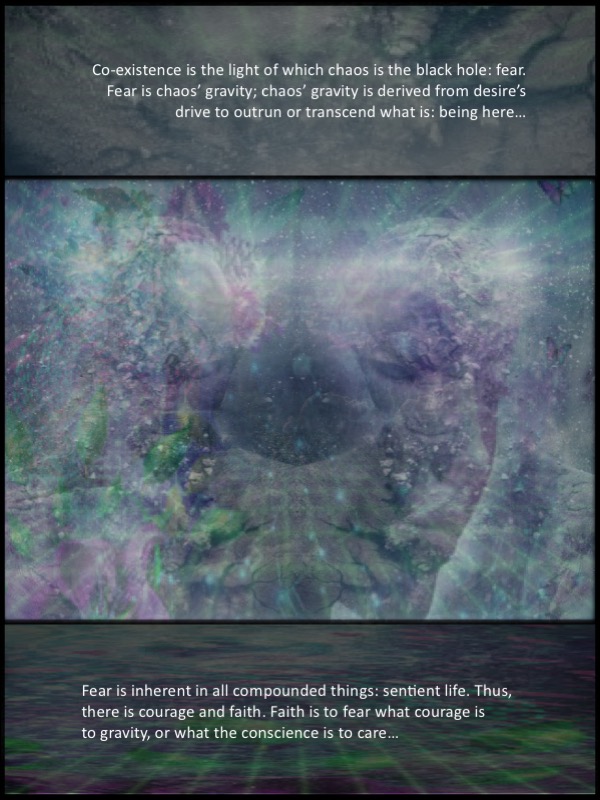 Co-existence is the light of which chaos is the black hole: fear.
Fear is chaos’ gravity; chaos’ gravity is derived from desire’s
drive to outrun or transcend what is: being here…
Fear is inherent in all compounded things: sentient life. Thus,
there is courage and faith. Faith is to fear what courage is
to gravity, or what the conscience is to care…